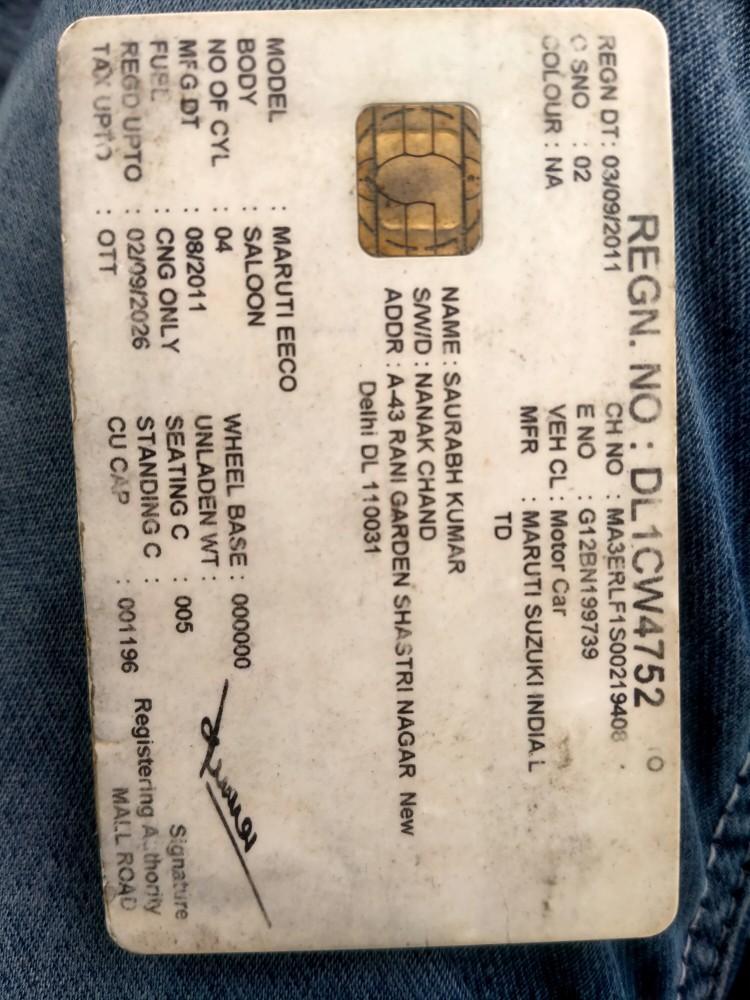 REGN. NO : DL1CW4752
REGN DT : 03/09/2011 CH NO : MA3ERLF1S00219408
O SNO : 02 E NO : G12BN199739
COLOUR : NA VEH CL : Motor Car
MFR : MARUTI SUZUKI INDIA L
TD
NAME : SAURABH KUMAR
S/W/D : NANAK CHAND
ADDR : A-43 RANI GARDEN SHASTRI NAGAR New
Delhi DL 110031
MODEL : MARUTI EECO
BODY : SALOON WHEEL BASE : 000000
NO OF CYL : 04 UNLADEN WT :
MFG DT : 08/2011 SEATING C : 005
FUEL : CNG ONLY STANDING C :
REGD UPTO : 02/09/2026 CU CAP : 001196
TAX UPTO : OTT
Signature
Registering Authority
MALL ROAD